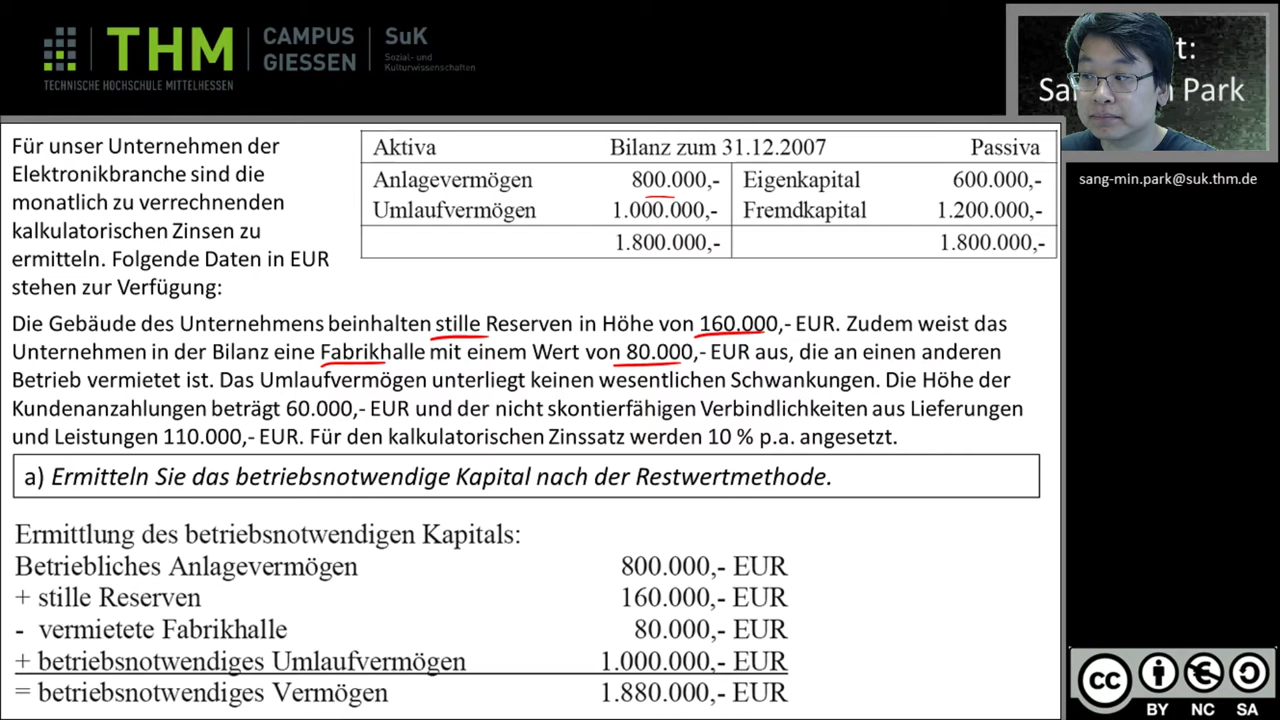 THM
CAMPUS
GIESSEN
SuK
Sozial- und
Kulturwissenschaften
TECHNISCHE HOCHSCHULE MITTELHESSEN
t:
Sa
Park
sang-min.park@suk.thm.de
Für unser Unternehmen der
Elektronikbranche sind die
monatlich zu verrechnenden
kalkulatorischen Zinsen zu
ermitteln. Folgende Daten in EUR
stehen zur Verfügung:
Aktiva Bilanz zum 31.12.2007 Passiva
Anlagevermögen 800.000,- Eigenkapital 600.000,-
Umlaufvermögen 1.000.000,- Fremdkapital 1.200.000,-
1.800.000,- 1.800.000,-
Die Gebäude des Unternehmens beinhalten stille Reserven in Höhe von 160.000,- EUR. Zudem weist das
Unternehmen in der Bilanz eine Fabrikhalle mit einem Wert von 80.000,- EUR aus, die an einen anderen
Betrieb vermietet ist. Das Umlaufvermögen unterliegt keinen wesentlichen Schwankungen. Die Höhe der
Kundenanzahlungen beträgt 60.000,- EUR und der nicht skontierfähigen Verbindlichkeiten aus Lieferungen
und Leistungen 110.000,- EUR. Für den kalkulatorischen Zinssatz werden 10 % p.a. angesetzt.
a) Ermitteln Sie das betriebsnotwendige Kapital nach der Restwertmethode.
Ermittlung des betriebsnotwendigen Kapitals:
Betriebliches Anlagevermögen 800.000,- EUR
+ stille Reserven 160.000,- EUR
- vermietete Fabrikhalle 80.000,- EUR
+ betriebsnotwendiges Umlaufvermögen 1.000.000,- EUR
= betriebsnotwendiges Vermögen 1.880.000,- EUR
cc
BY NC SA